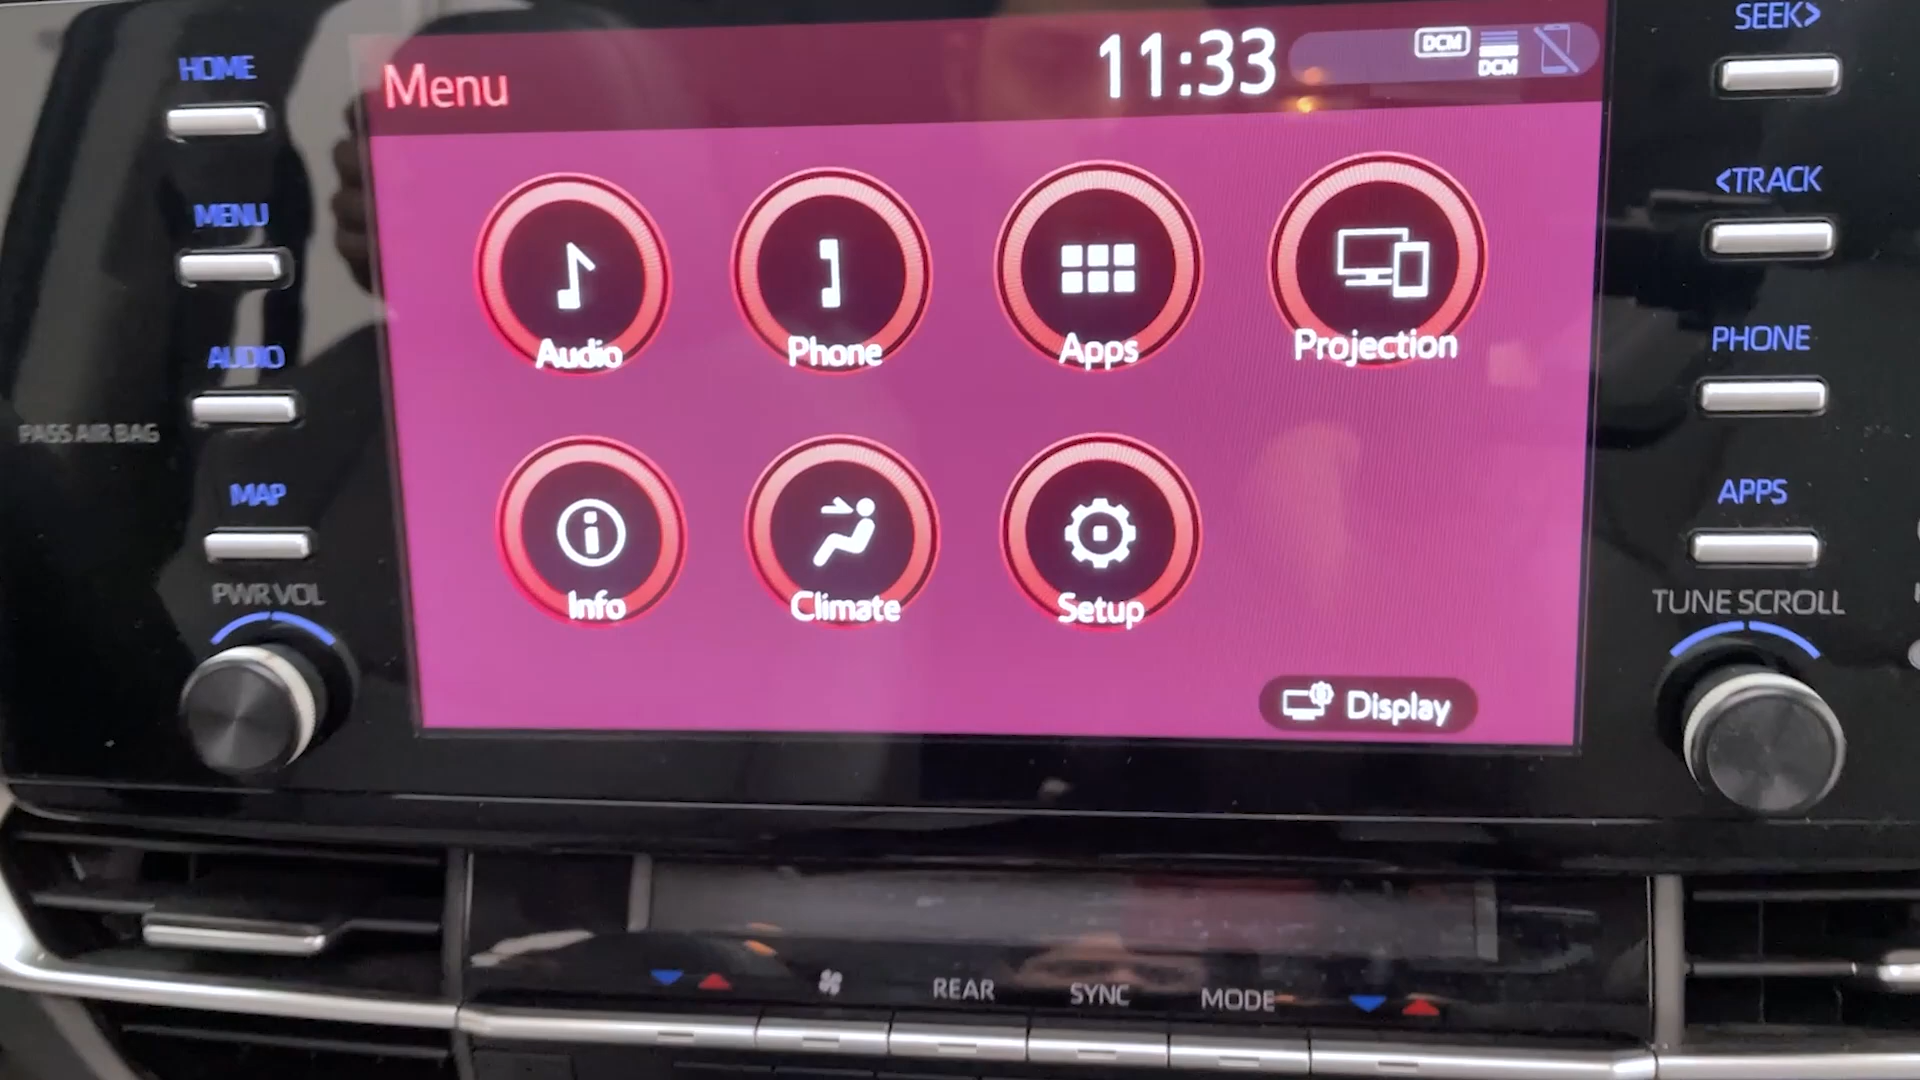 HOME
MENU
AUDIO
PASS AIR BAG
MAP
PWR VOL
Menu
11:33
DCM
DCM
Audio
Phone
Apps
Projection
Info
Climate
Setup
Display
SEEK>
<TRACK
PHONE
APPS
TUNE SCROLL
REAR
SYNC
MODE